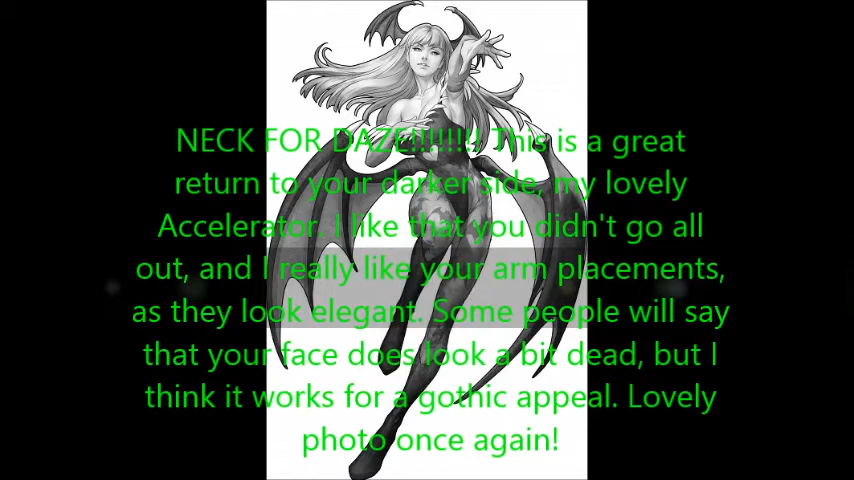 NECK FOR DAZE!!!!!!!! This is a great
return to your darker side, my lovely
Accelerator. I like that you didn't go all
out, and I really like your arm placements,
as they look elegant. Some people will say
that your face does look a bit dead, but I
think it works for a gothic appeal. Lovely
photo once again!